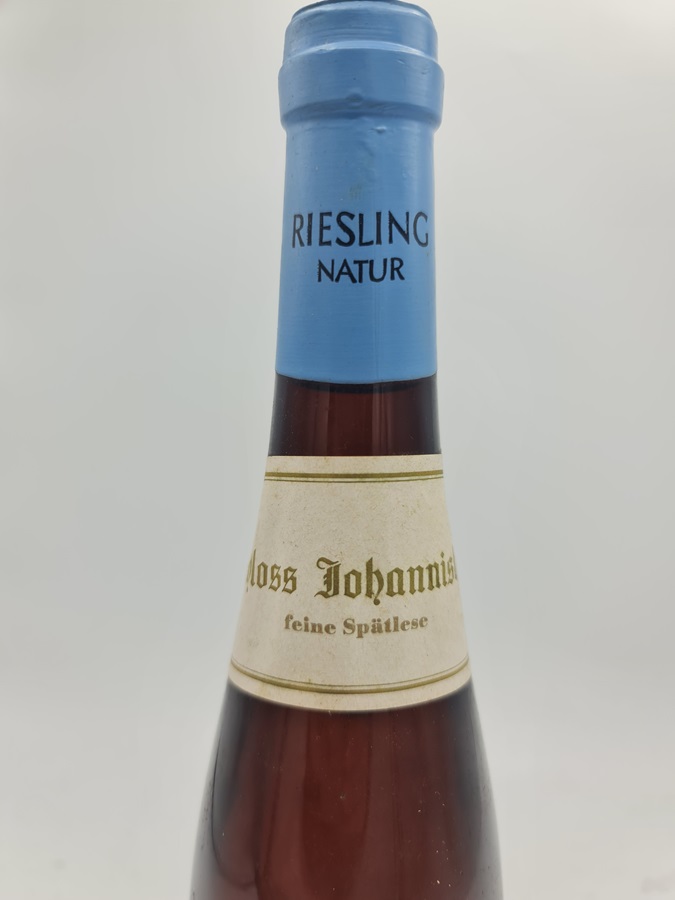 RIESLING
NATUR
loss Johannis
feine Spätlese